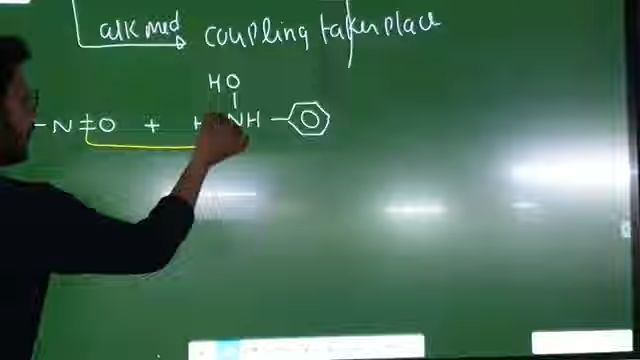 alk med coupling taken place
HO
-N=O + H NH